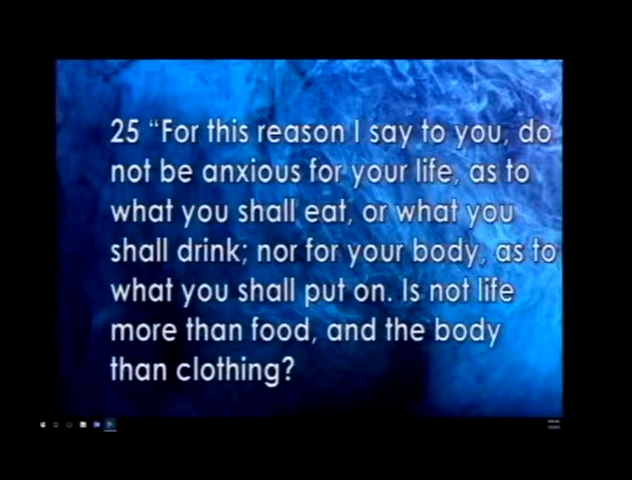 25 “For this reason I say to you, do
not be anxious for your life, as to
what you shall eat, or what you
shall drink; nor for your body, as to
what you shall put on. Is not life
more than food, and the body
than clothing?